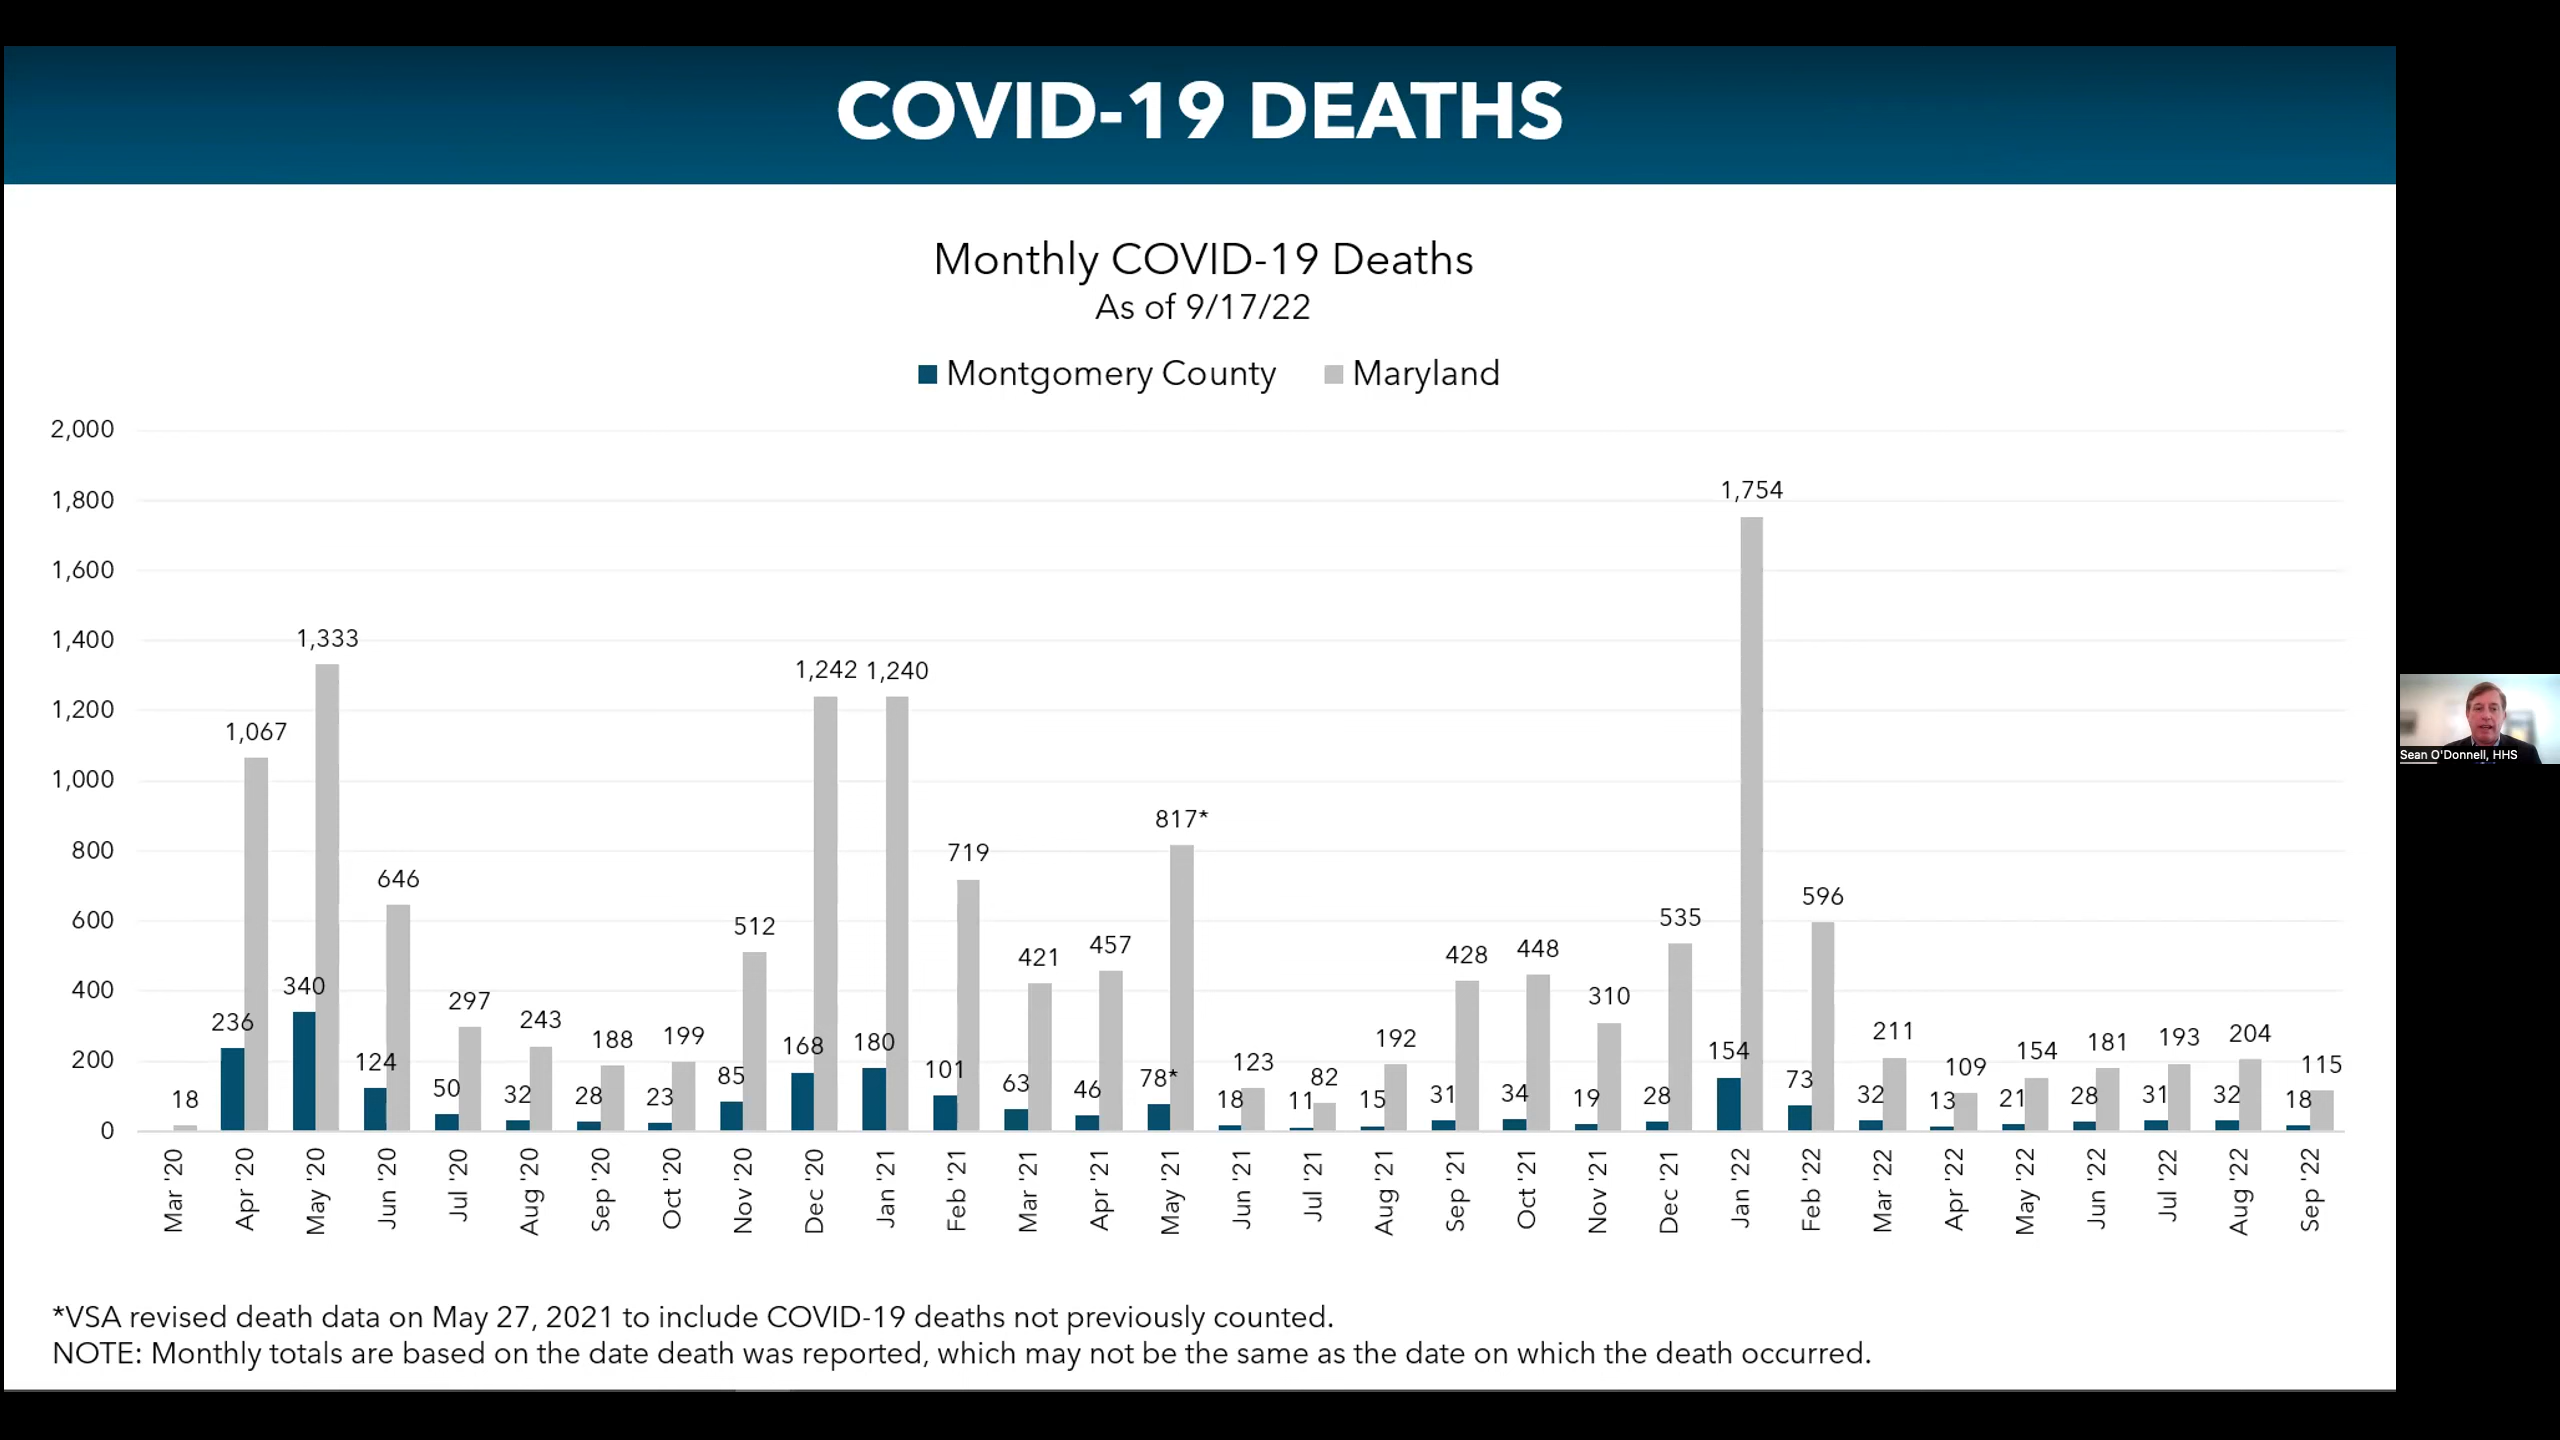 COVID-19 DEATHS
Monthly COVID-19 Deaths
As of 9/17/22
Montgomery County Maryland
2,000
1,800
1,600
1,400
1,200
1,000
800
600
400
200
0
18
236 1,067
340 1,333
124 646
50 297
32 243
28 188
23 199
85 512
168 1,242
180 1,240
101 719
63 421
46 457
78* 817*
18 123
11 82
15 192
31 428
34 448
19 310
28 535
154 1,754
73 596
32 211
13 109
21 154
28 181
31 193
32 204
18 115
Mar '20
Apr '20
May '20
Jun '20
Jul '20
Aug '20
Sep '20
Oct '20
Nov '20
Dec '20
Jan '21
Feb '21
Mar '21
Apr '21
May '21
Jun '21
Jul '21
Aug '21
Sep '21
Oct '21
Nov '21
Dec '21
Jan '22
Feb '22
Mar '22
Apr '22
May '22
Jun '22
Jul '22
Aug '22
Sep '22
*VSA revised death data on May 27, 2021 to include COVID-19 deaths not previously counted.
NOTE: Monthly totals are based on the date death was reported, which may not be the same as the date on which the death occurred.
Sean O'Donnell, HHS